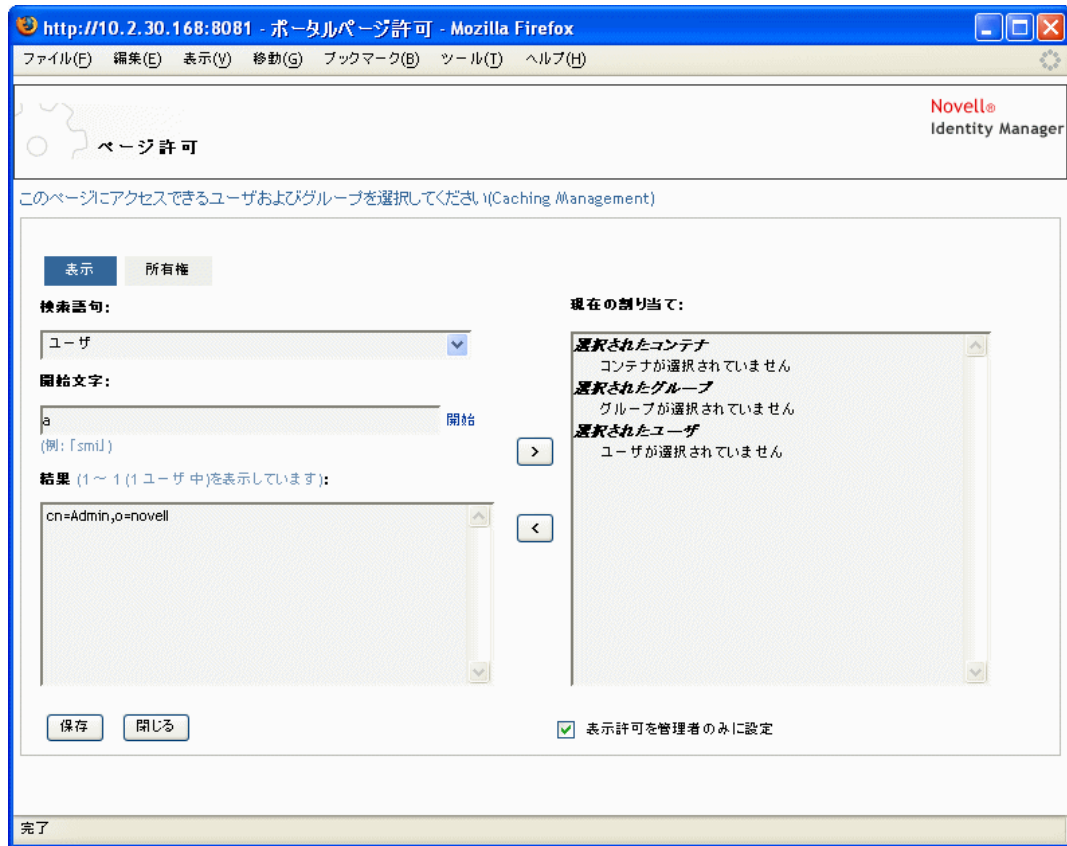 http://10.2.30.168:8081 - ポータルページ許可 - Mozilla Firefox
ファイル(F) 編集(E) 表示(V) 移動(G) ブックマーク(B) ツール(T) ヘルプ(H)
Novell®
Identity Manager
ページ許可
このページにアクセスできるユーザおよびグループを選択してください(Caching Management)
表示 所有権
検索語句:
ユーザ
開始文字:
a 開始
(例:「smi」)
結果 (1 ~ 1 (1 ユーザ 中)を表示しています):
cn=Admin,o=novell
>
<
現在の割り当て:
選択されたコンテナ
コンテナが選択されていません
選択されたグループ
グループが選択されていません
選択されたユーザ
ユーザが選択されていません
保存 閉じる
表示許可を管理者のみに設定
完了